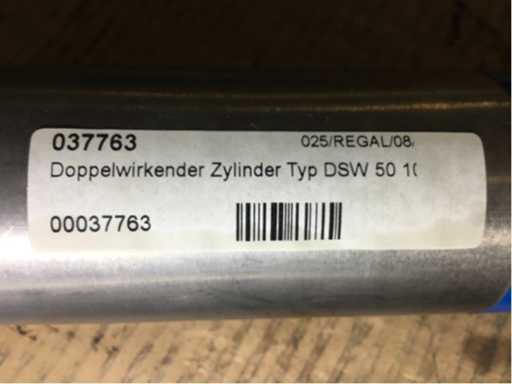 037763 025/REGAL/08/
Doppelwirkender Zylinder Typ DSW 50
00037763